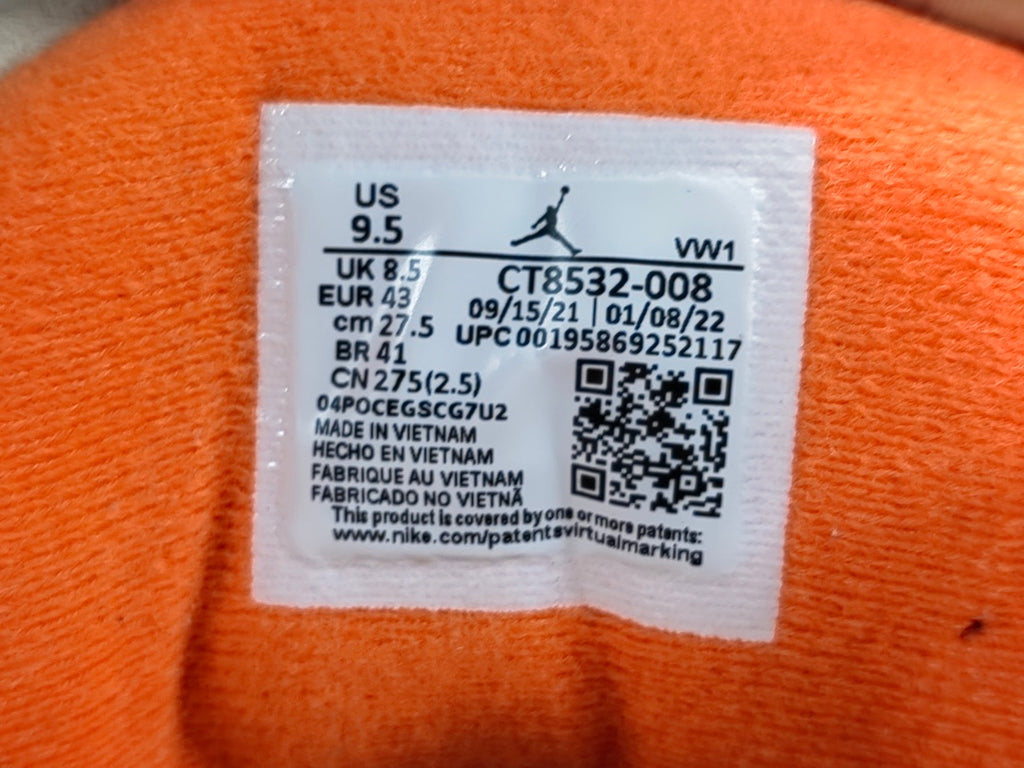 US
9.5
VW1
UK 8.5
CT8532-008
EUR 43
09/15/21 | 01/08/22
cm 27.5
UPC 00195869252117
BR 41
CN 275(2.5)
04POCEGSCG7U2
MADE IN VIETNAM
HECHO EN VIETNAM
FABRIQUE AU VIETNAM
FABRICADO NO VIETNÃ
This product is covered by one or more patents:
www.nike.com/patentsvirtualmarking